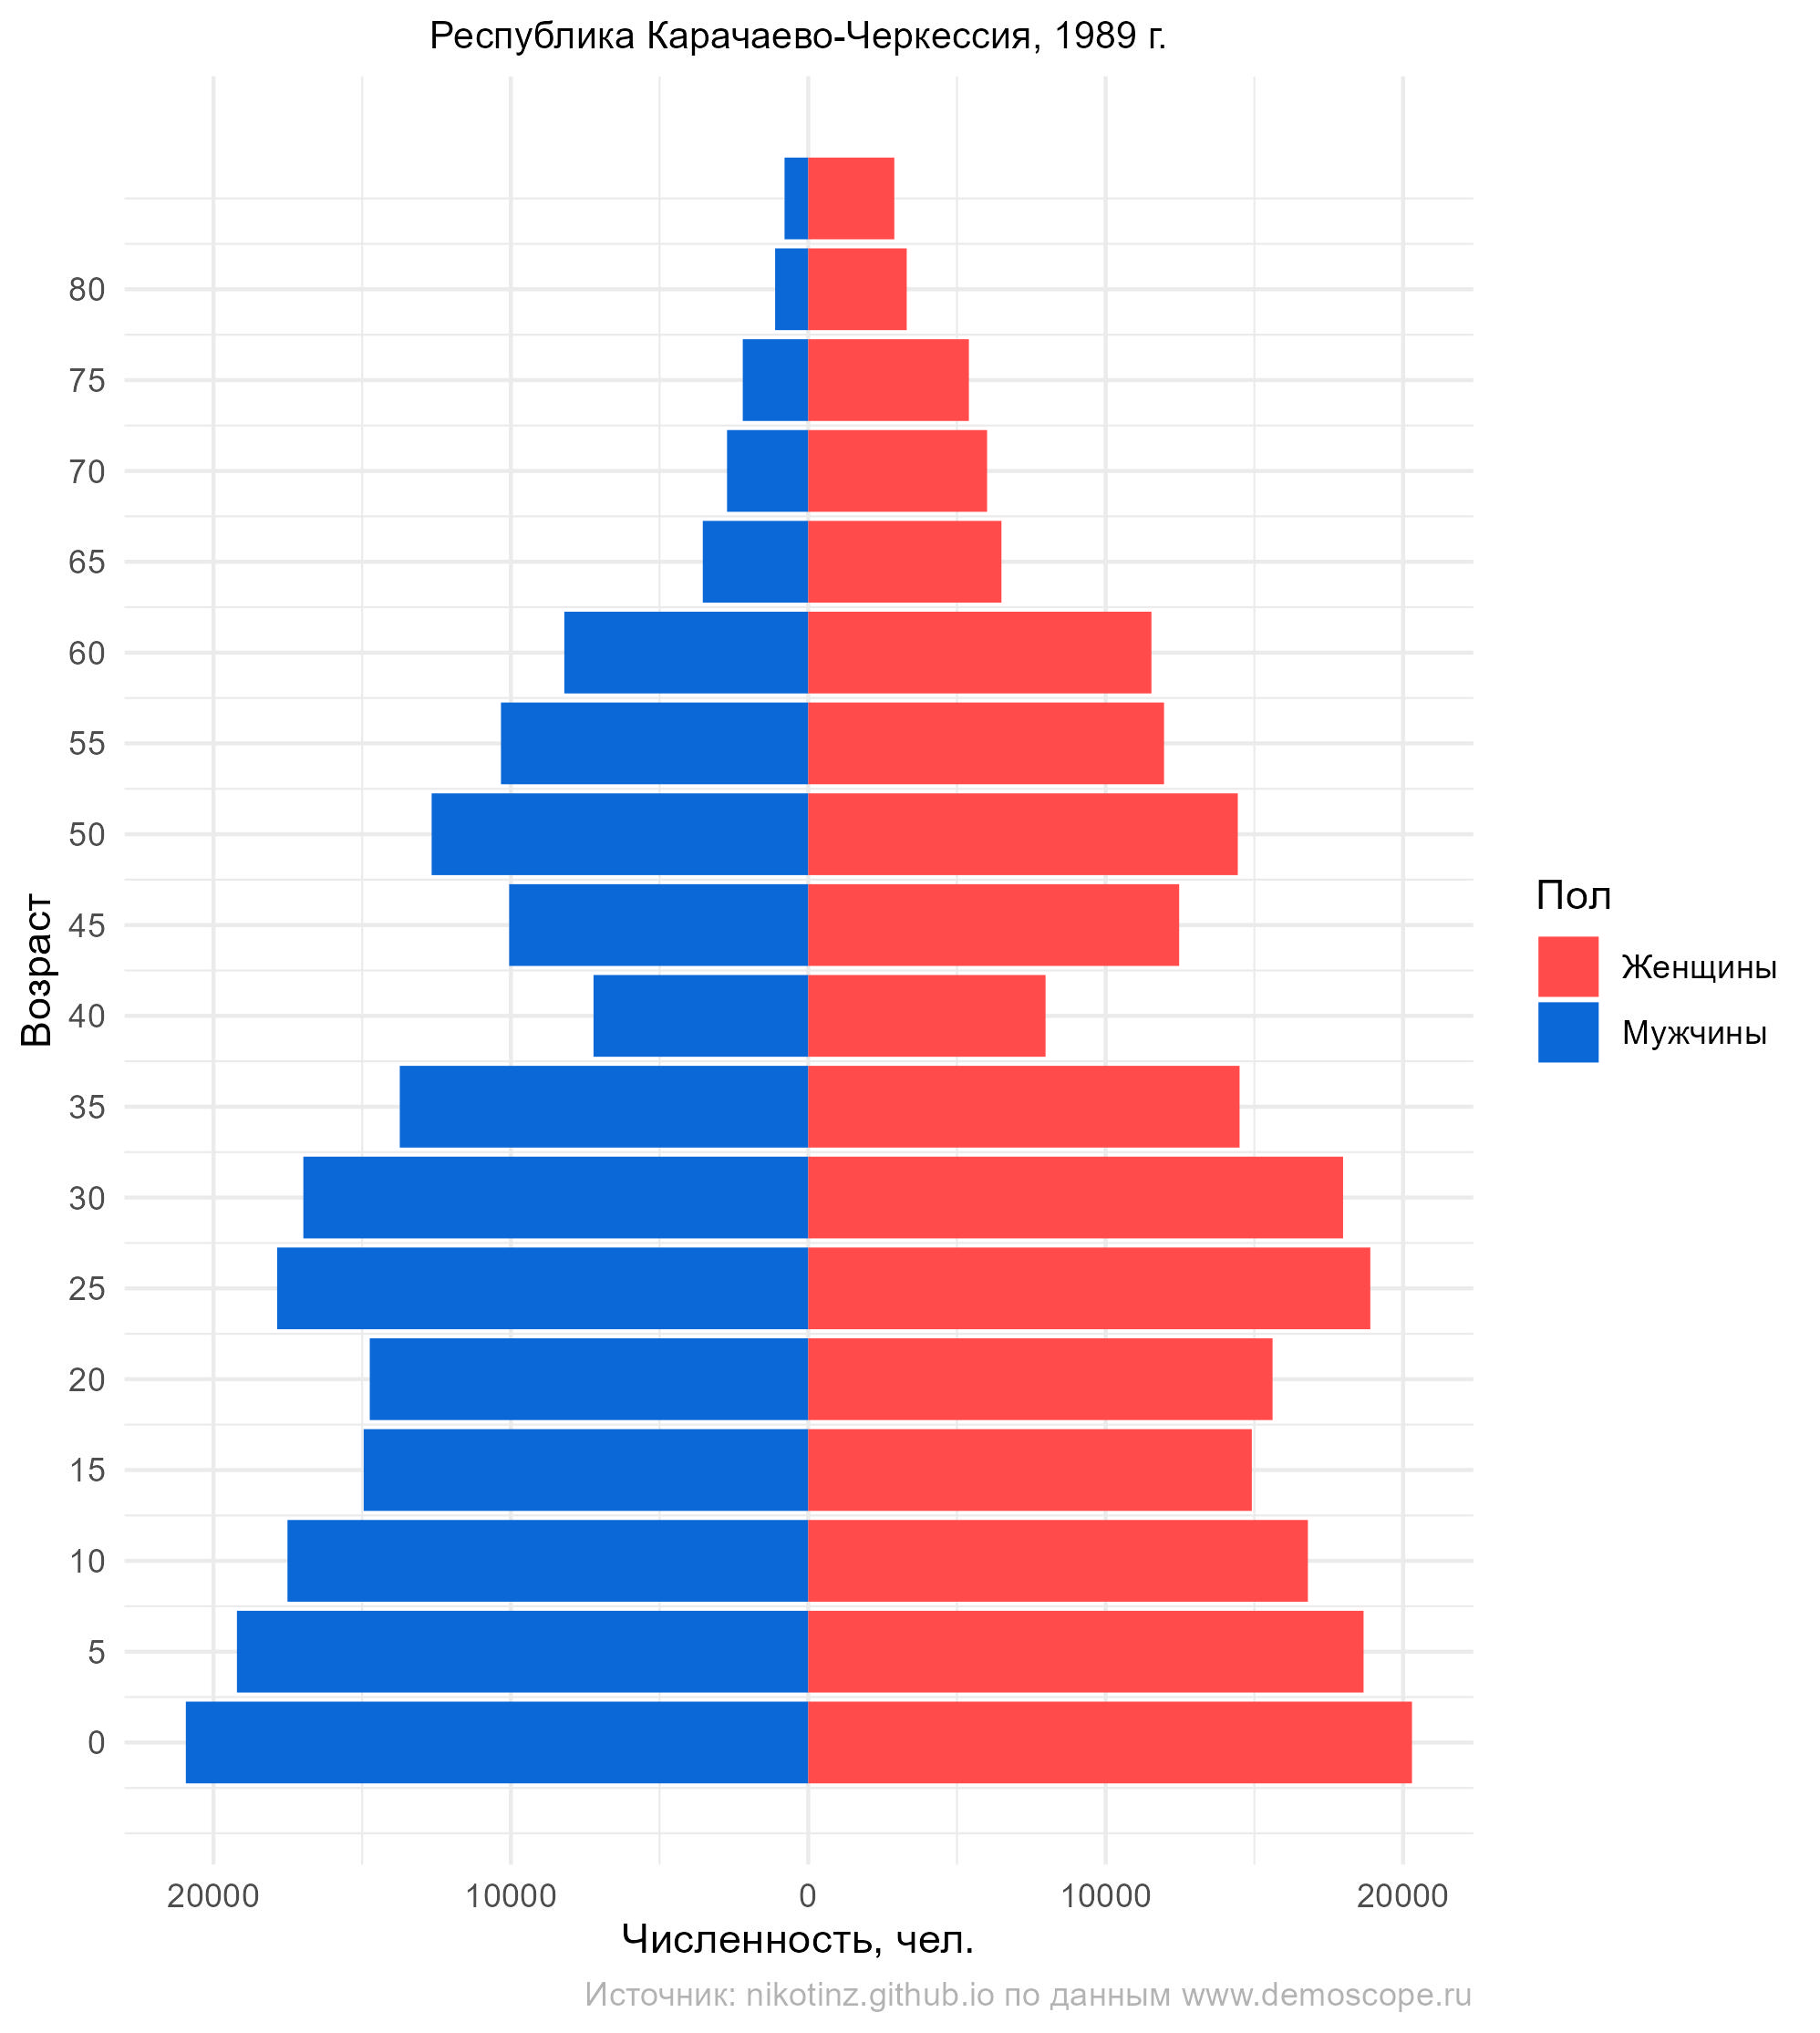 Республика Карачаево-Черкессия, 1989 г.
Возраст
80
75
70
65
60
55
50
45
40
35
30
25
20
15
10
5
0
20000 10000 0 10000 20000
Численность, чел.
Пол
Женщины
Мужчины
Источник: nikotinz.github.io по данным www.demoscope.ru